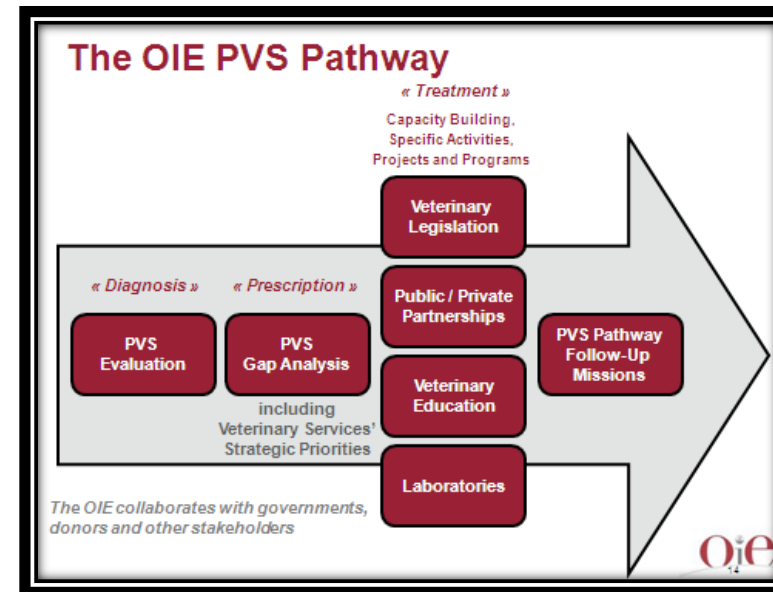 The OIE PVS Pathway
« Treatment »
Capacity Building,
Specific Activities,
Projects and Programs
Veterinary
Legislation
« Diagnosis »
« Prescription »
Public / Private
Partnerships
PVS
Evaluation
PVS
Gap Analysis
PVS Pathway
Follow-Up
Missions
including
Veterinary Services'
Strategic Priorities
Veterinary
Education
Laboratories
The OIE collaborates with governments,
donors and other stakeholders
Oie
14